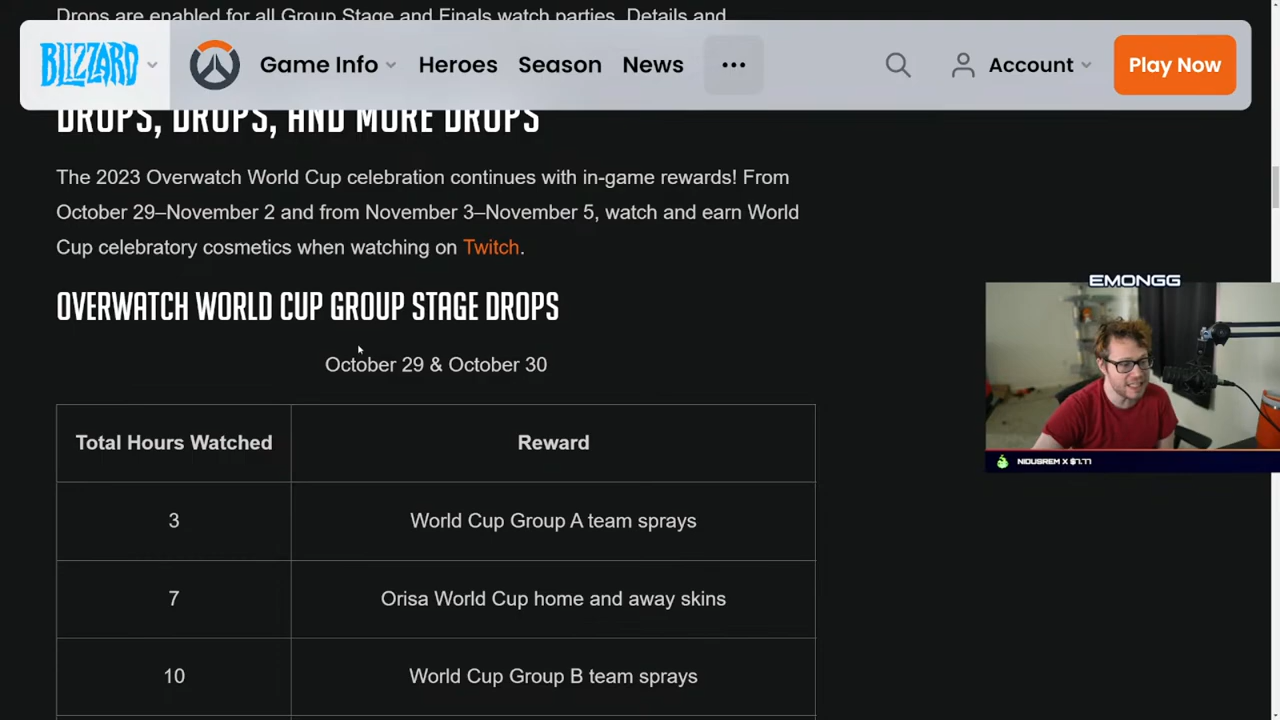 Drops are enabled for all Group Stage and Finals watch parties. Details and
BLIZZARD
Game Info
Heroes
Season
News
Account
Play Now
DROPS, DROPS, AND MORE DROPS
The 2023 Overwatch World Cup celebration continues with in-game rewards! From
October 29–November 2 and from November 3–November 5, watch and earn World
Cup celebratory cosmetics when watching on Twitch.
OVERWATCH WORLD CUP GROUP STAGE DROPS
October 29 & October 30
Total Hours Watched
Reward
3
World Cup Group A team sprays
7
Orisa World Cup home and away skins
10
World Cup Group B team sprays
EMONGG
NIDUSREM X $7.77